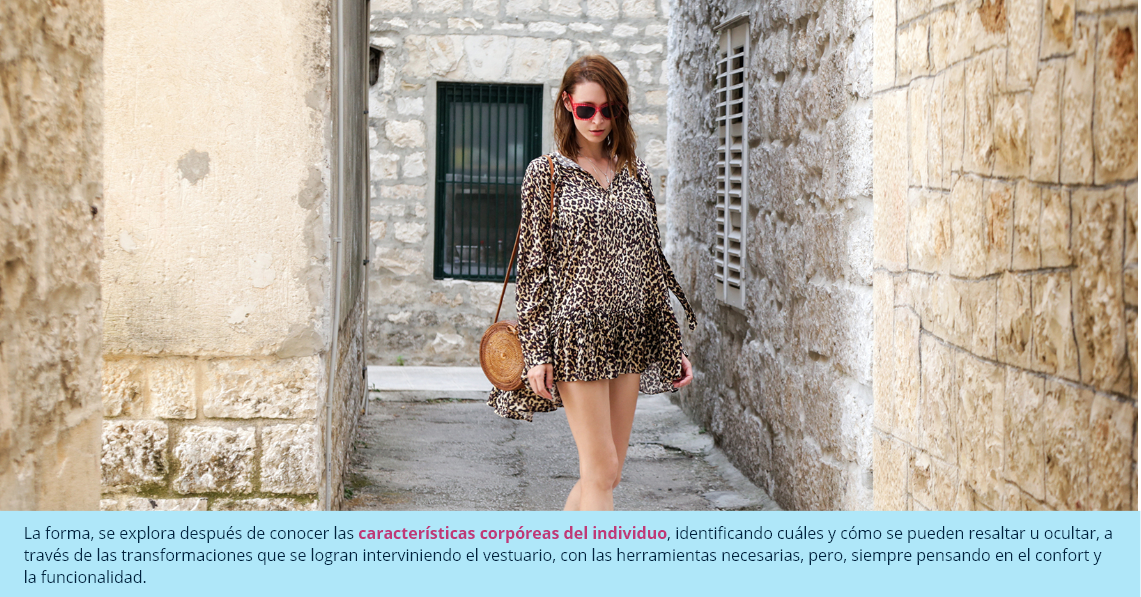 La forma, se explora después de conocer las características corpóreas del individuo, identificando cuáles y cómo se pueden resaltar u ocultar, a
través de las transformaciones que se logran interviniendo el vestuario, con las herramientas necesarias, pero, siempre pensando en el confort y
la funcionalidad.